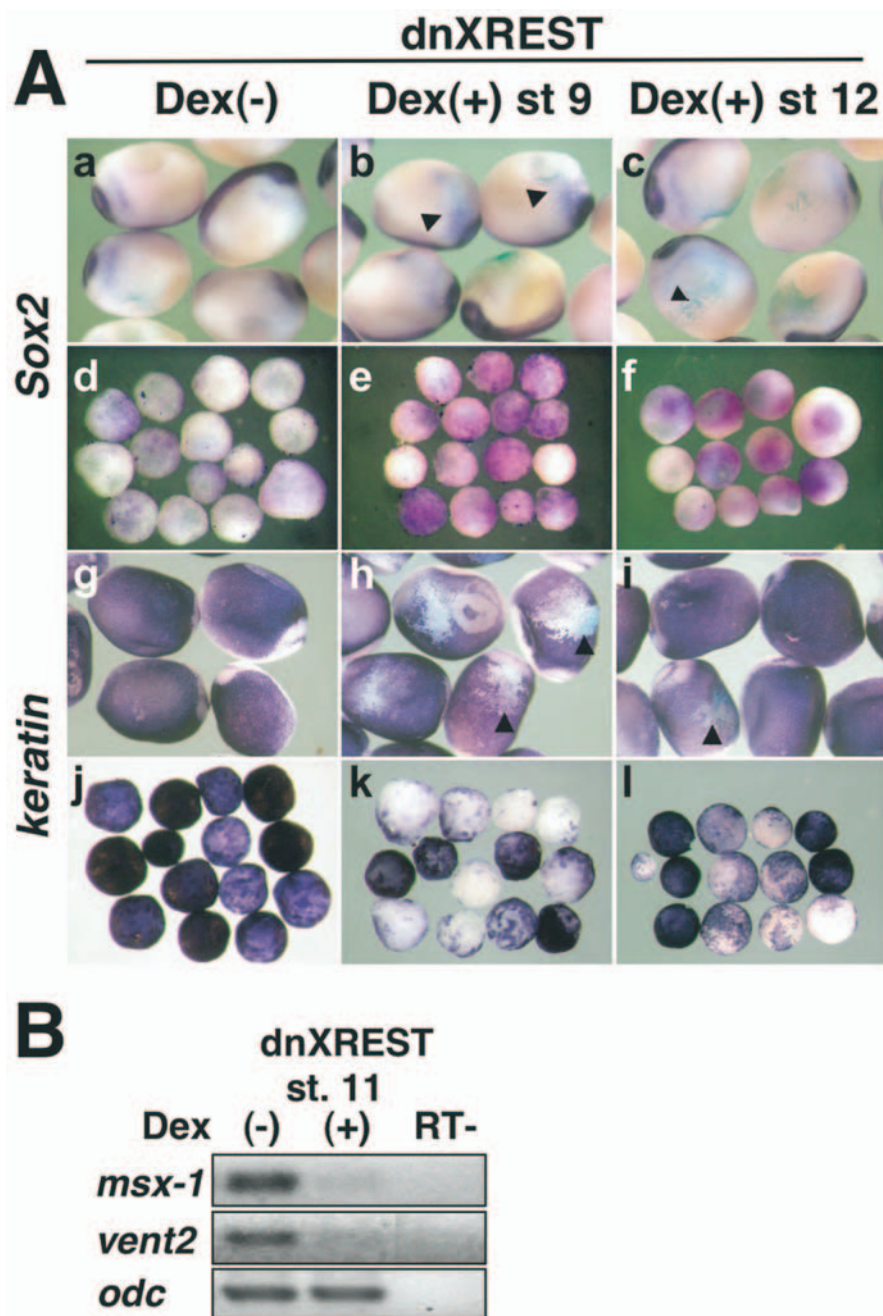 dnXREST
A
Dex(-) Dex(+) st 9 Dex(+) st 12
Sox2
a b c
d e f
keratin
g h i
j k l
B
dnXREST
st. 11
Dex (-) (+) RT-
msx-1
vent2
odc